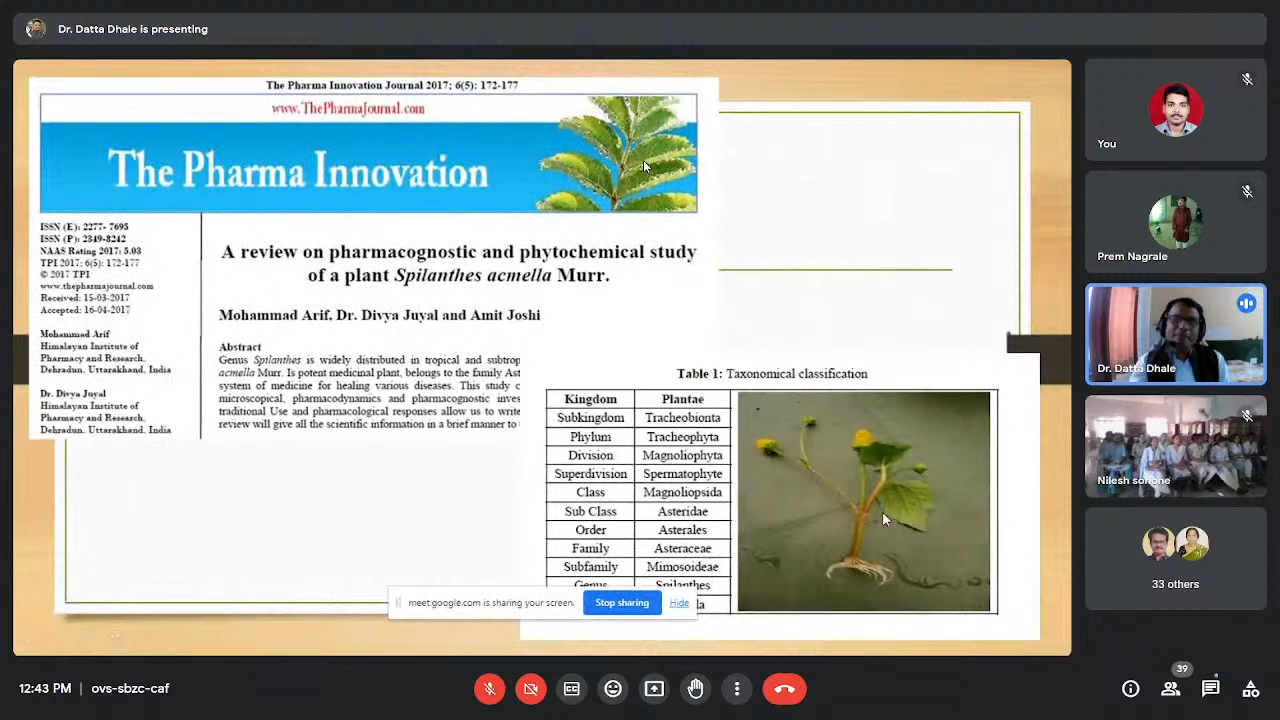 Dr. Datta Dhale is presenting
The Pharma Innovation Journal 2017; 6(5): 172-177
www.ThePharmaJournal.com
The Pharma Innovation
ISSN (E): 2277- 7695
ISSN (P): 2349-8242
NAAS Rating 2017: 5.03
TPI 2017; 6(5): 172-177
© 2017 TPI
www.thepharmajournal.com
Received: 15-03-2017
Accepted: 16-04-2017
Mohammad Arif
Himalayan Institute of
Pharmacy and Research,
Dehradun, Uttarakhand, India
Dr. Divya Juyal
Himalayan Institute of
Pharmacy and Research,
Dehradun, Uttarakhand, India
A review on pharmacognostic and phytochemical study
of a plant Spilanthes acmella Murr.
Mohammad Arif, Dr. Divya Juyal and Amit Joshi
Abstract
Genus Spilanthes is widely distributed in tropical and subtrop
acmella Murr. Is potent medicinal plant, belongs to the family Ast
system of medicine for healing various diseases. This study c
microscopical, pharmacodynamics and pharmacognostic inves
traditional Use and pharmacological responses allow us to write
review will give all the scientific information in a brief manner to
Table 1: Taxonomical classification
Kingdom Plantae
Subkingdom Tracheobionta
Phylum Tracheophyta
Division Magnoliophyta
Superdivision Spermatophyte
Class Magnoliopsida
Sub Class Asteridae
Order Asterales
Family Asteraceae
Subfamily Mimosoideae
Genus Spilanthes
la
meet.google.com is sharing your screen.
Stop sharing
Hide
You
Prem Nagrale
Dr. Datta Dhale
Nilesh sonone
33 others
12:43 PM | ovs-sbzc-caf
39